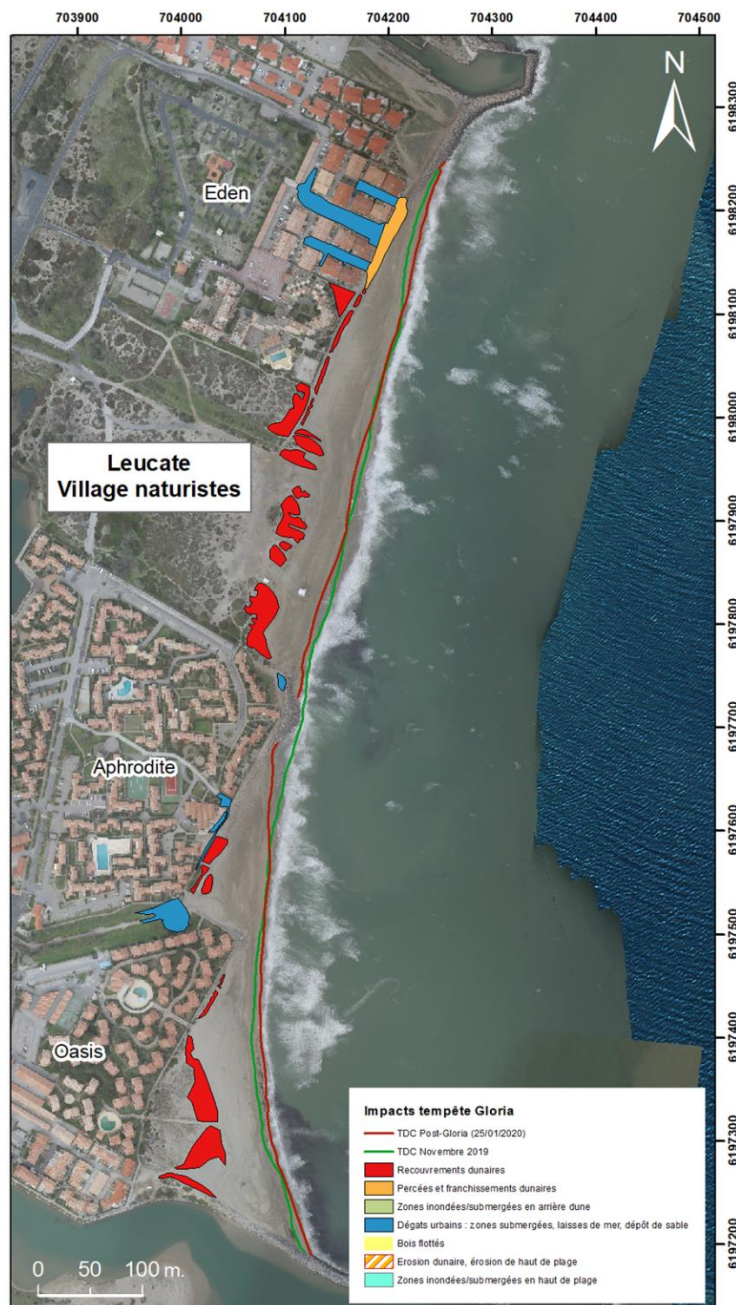 703900 704000 704100 704200 704300 704400 704500
N
6198300
Eden
6198200
6198100
6198000
Leucate
Village naturistes
6197900
6197800
6197700
Aphrodite
6197600
6197500
6197400
Oasis
Impacts tempête Gloria
TDC Post-Gloria (25/01/2020)
TDC Novembre 2019
Recouvrements dunaires
Percées et franchissements dunaires
Zones inondées/submergées en arrière dune
Dégats urbains : zones submergées, laisses de mer, dépôt de sable
Bois flottés
Erosion dunaire, érosion de haut de plage
Zones inondées/submergées en haut de plage
6197300
6197200
0 50 100 m.